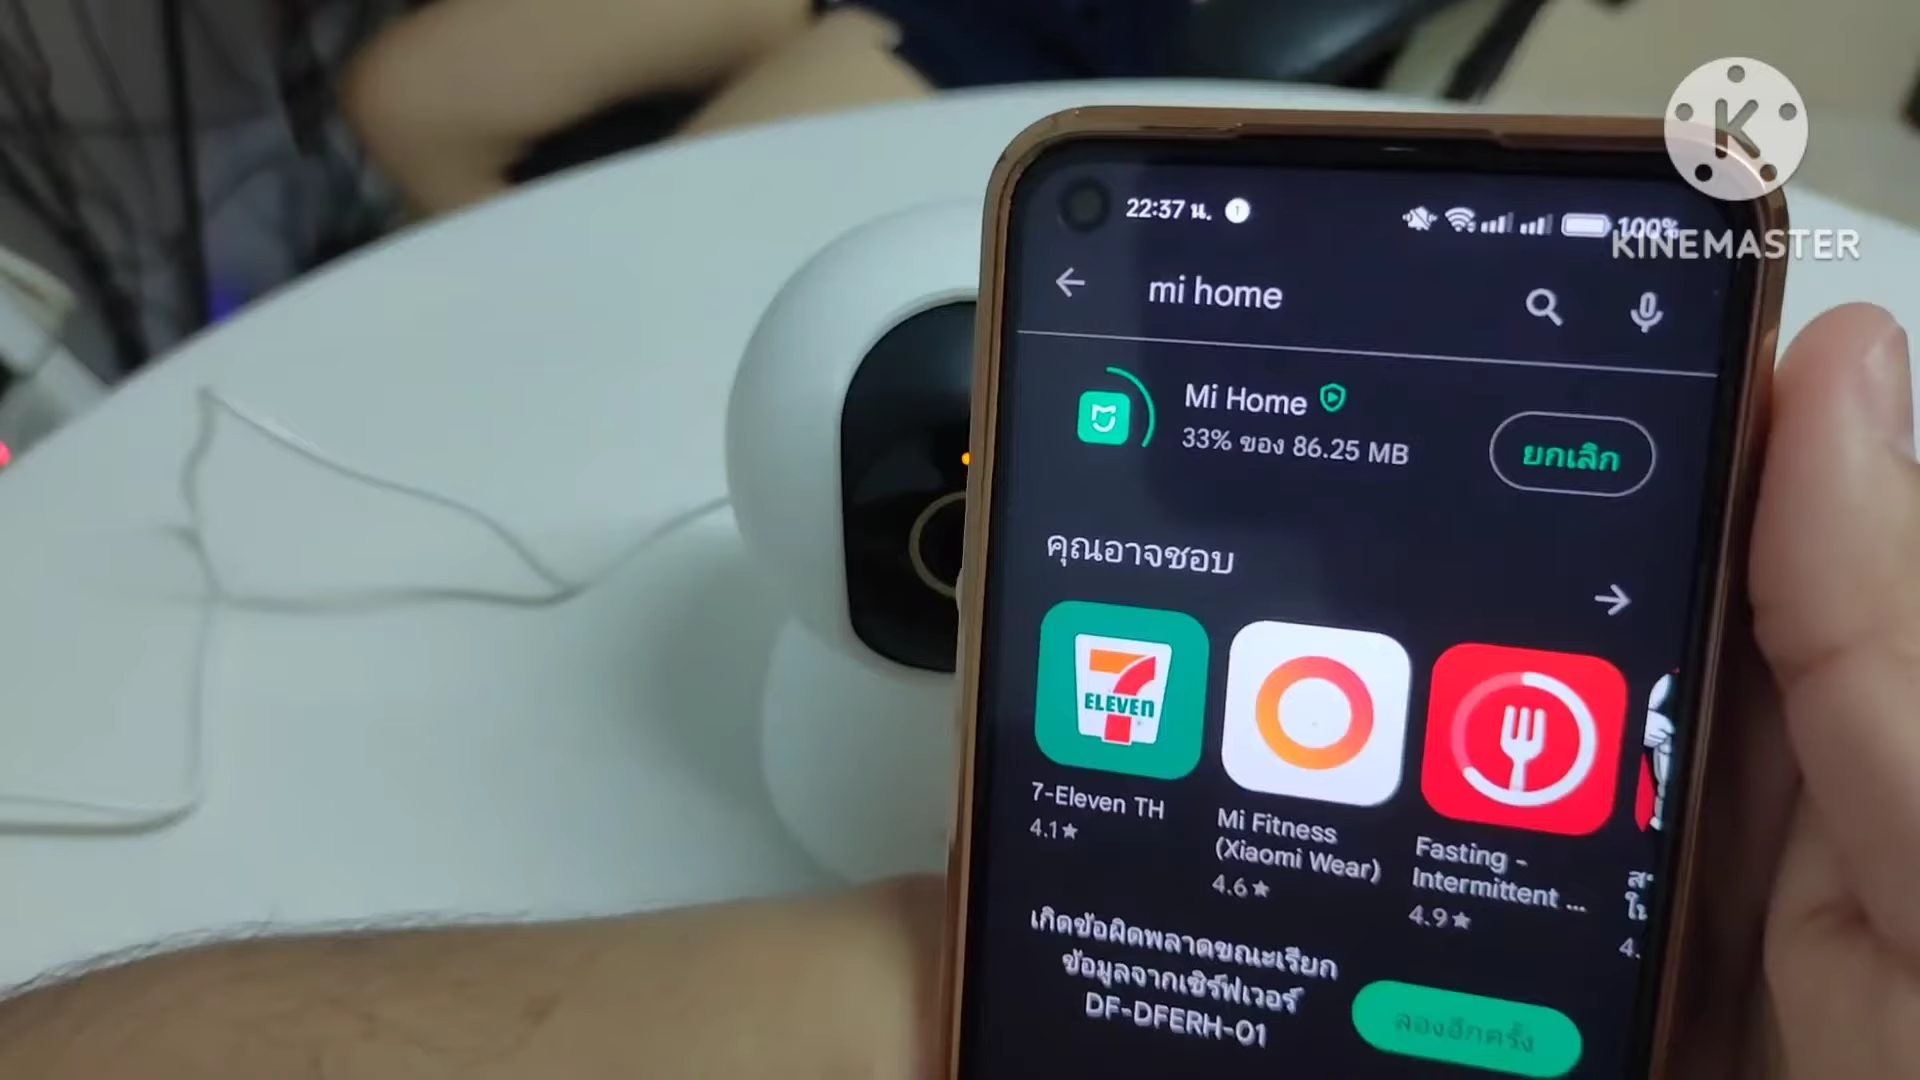 K
KINEMASTER
22:37 น.
100%
mi home
Mi Home
33% ของ 86.25 MB
ยกเลิก
คุณอาจชอบ
7
ELEVEN
7-Eleven TH
4.1★
Mi Fitness
(Xiaomi Wear)
4.6★
Fasting -
Intermittent ...
4.9★
4.
เกิดข้อผิดพลาดขณะเรียก
ข้อมูลจากเซิร์ฟเวอร์
DF-DFERH-01
ลองอีกครั้ง